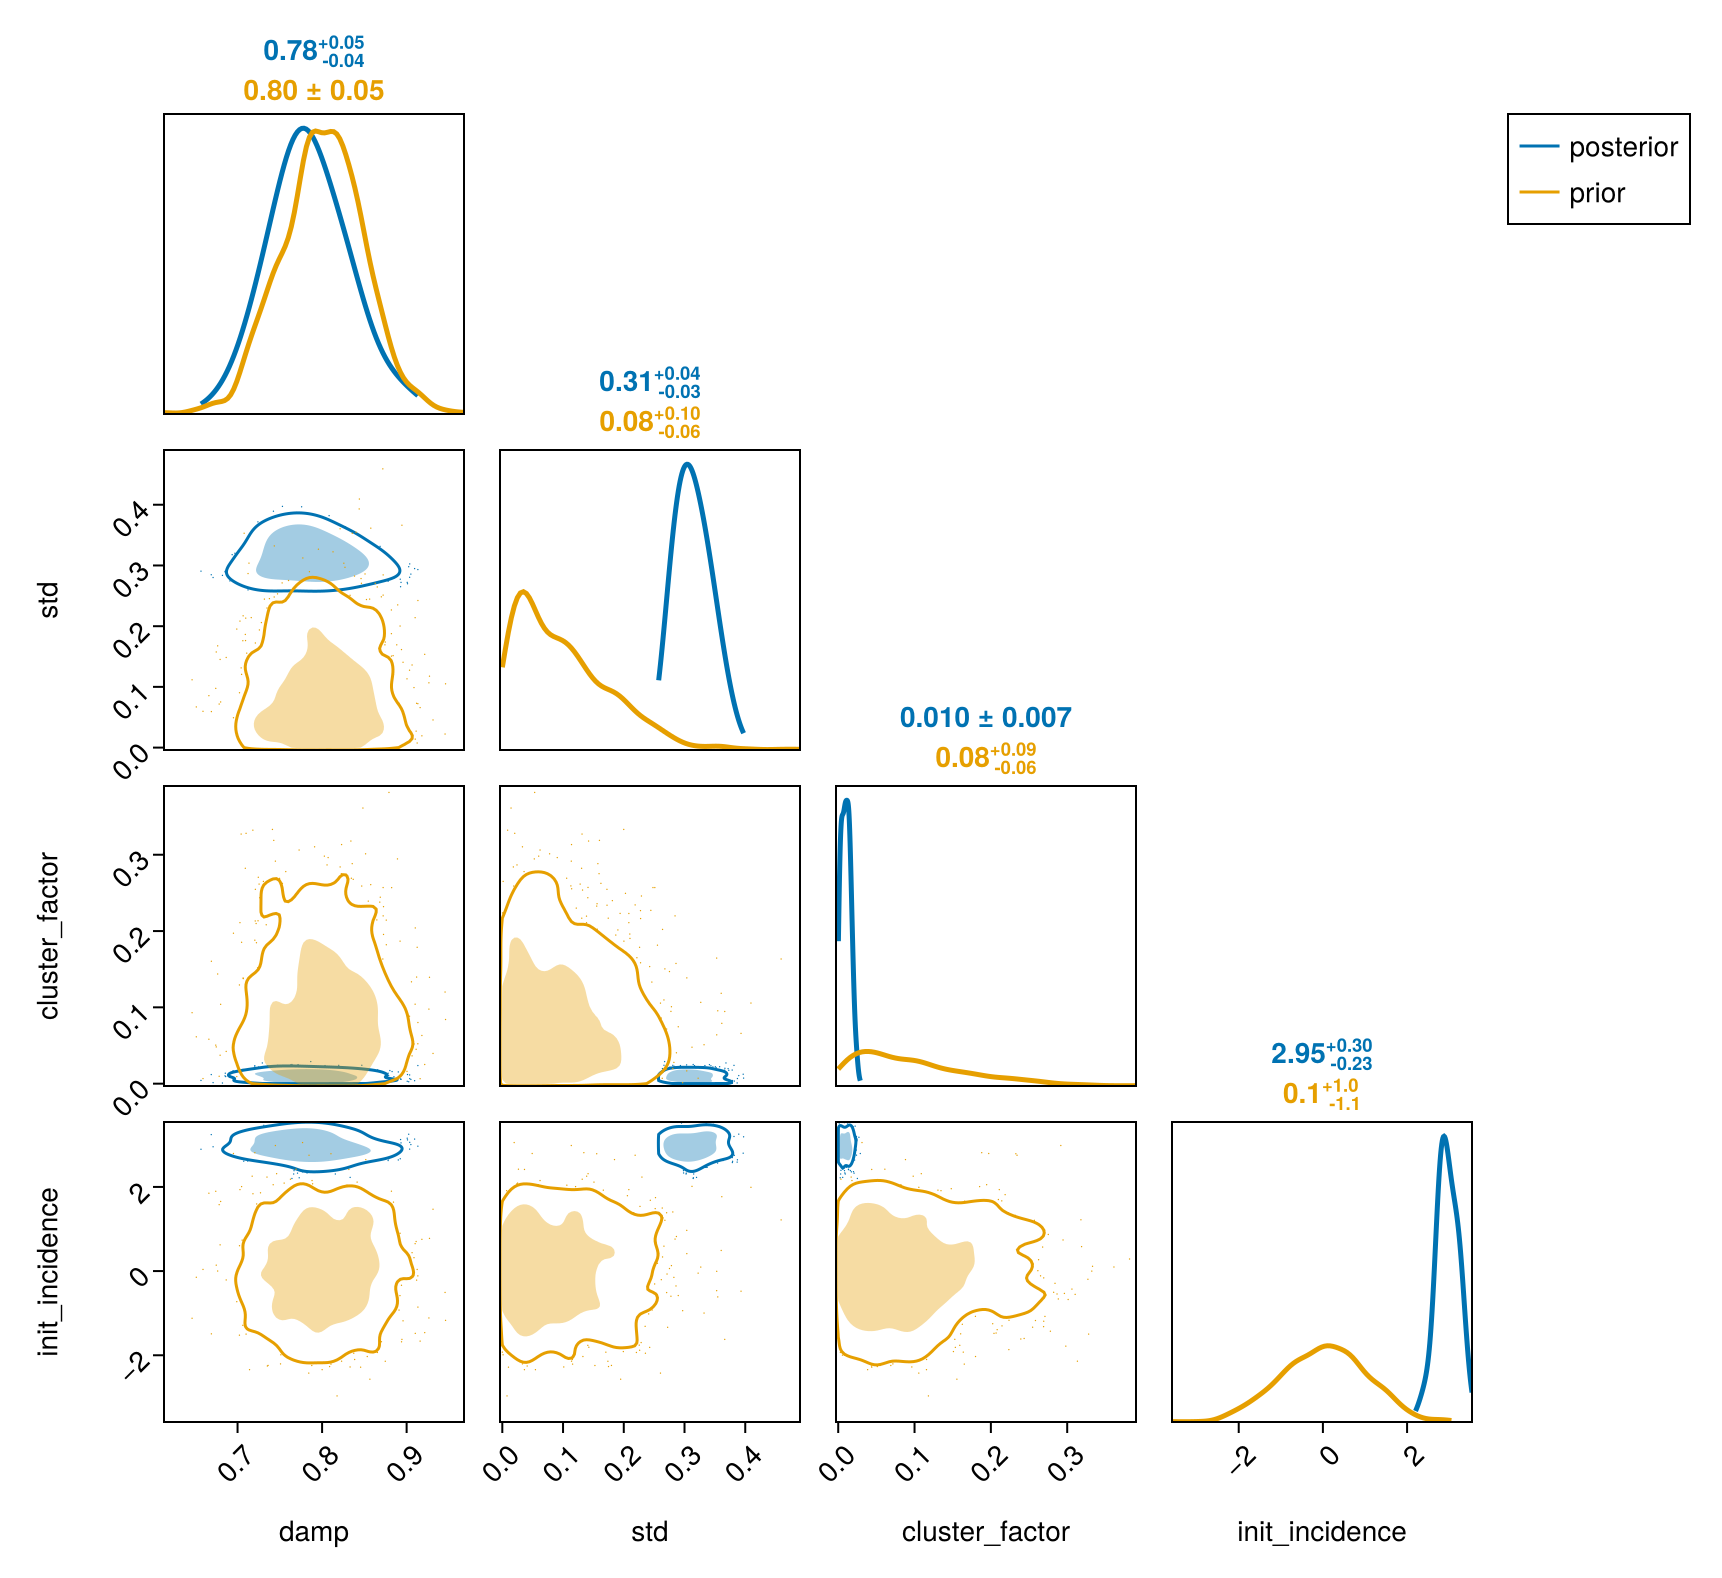 0.78+0.05-0.04
0.80 ± 0.05
posterior
prior
0.31+0.04-0.03
0.08+0.10-0.06
std
0.4
0.3
0.2
0.1
0.0
0.010 ± 0.007
0.08+0.09-0.06
cluster_factor
0.3
0.2
0.1
0.0
2.95+0.30-0.23
0.1+1.0-1.1
init_incidence
2
0
−2
0.7 0.8 0.9
0.0 0.1 0.2 0.3 0.4
0.0 0.1 0.2 0.3
−2 0 2
damp
std
cluster_factor
init_incidence